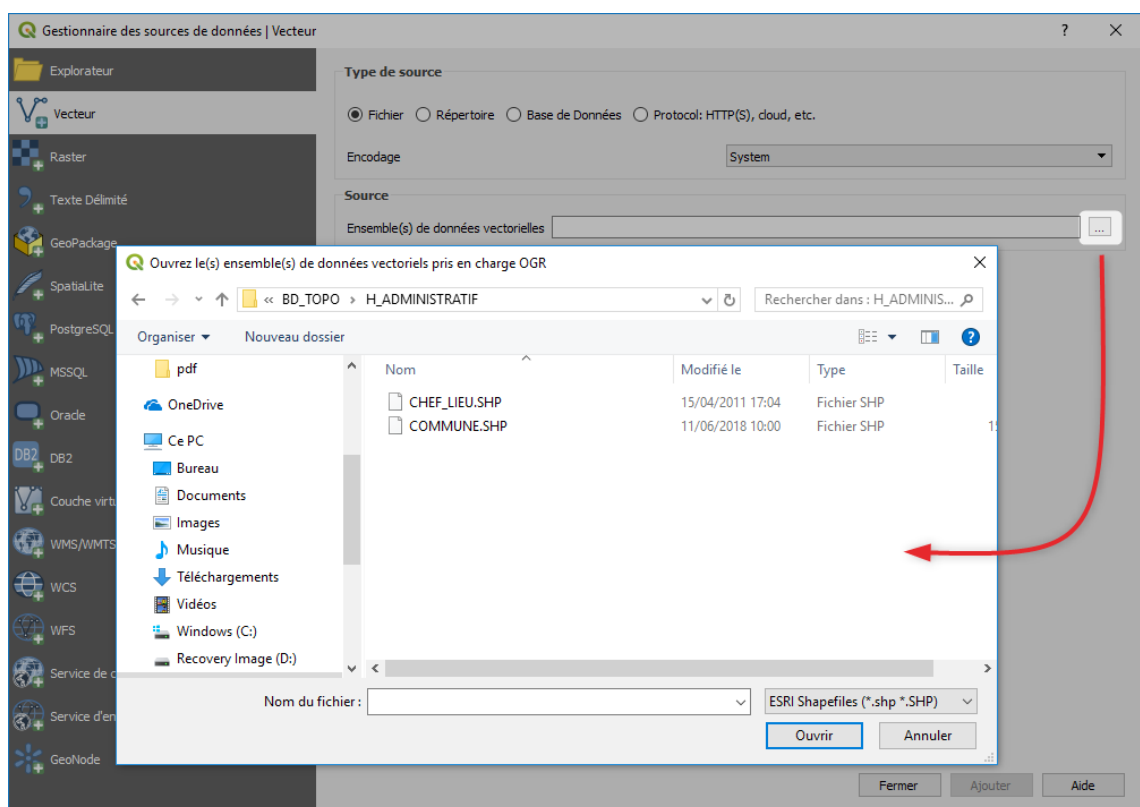 Gestionnaire des sources de données | Vecteur
?
Explorateur
Vecteur
Raster
Texte Délimité
GeoPackage
SpatiaLite
PostgreSQL
MSSQL
Oracle
DB2
DB2
Couche virt
WMS/WMTS
WCS
WFS
Service de c
Service d'en
GeoNode
Type de source
Fichier Répertoire Base de Données Protocol: HTTP(S), cloud, etc.
Encodage System
Source
Ensemble(s) de données vectorielles ...
Ouvrez le(s) ensemble(s) de données vectoriels pris en charge OGR
« BD_TOPO > H_ADMINISTRATIF
Rechercher dans : H_ADMINIS...
Organiser Nouveau dossier ?
pdf
OneDrive
Ce PC
Bureau
Documents
Images
Musique
Téléchargements
Vidéos
Windows (C:)
Recovery Image (D:)
Nom Modifié le Type Taille
CHEF_LIEU.SHP 15/04/2011 17:04 Fichier SHP
COMMUNE.SHP 11/06/2018 10:00 Fichier SHP
Nom du fichier :
ESRI Shapefiles (*.shp *.SHP)
Ouvrir Annuler
Fermer Ajouter Aide